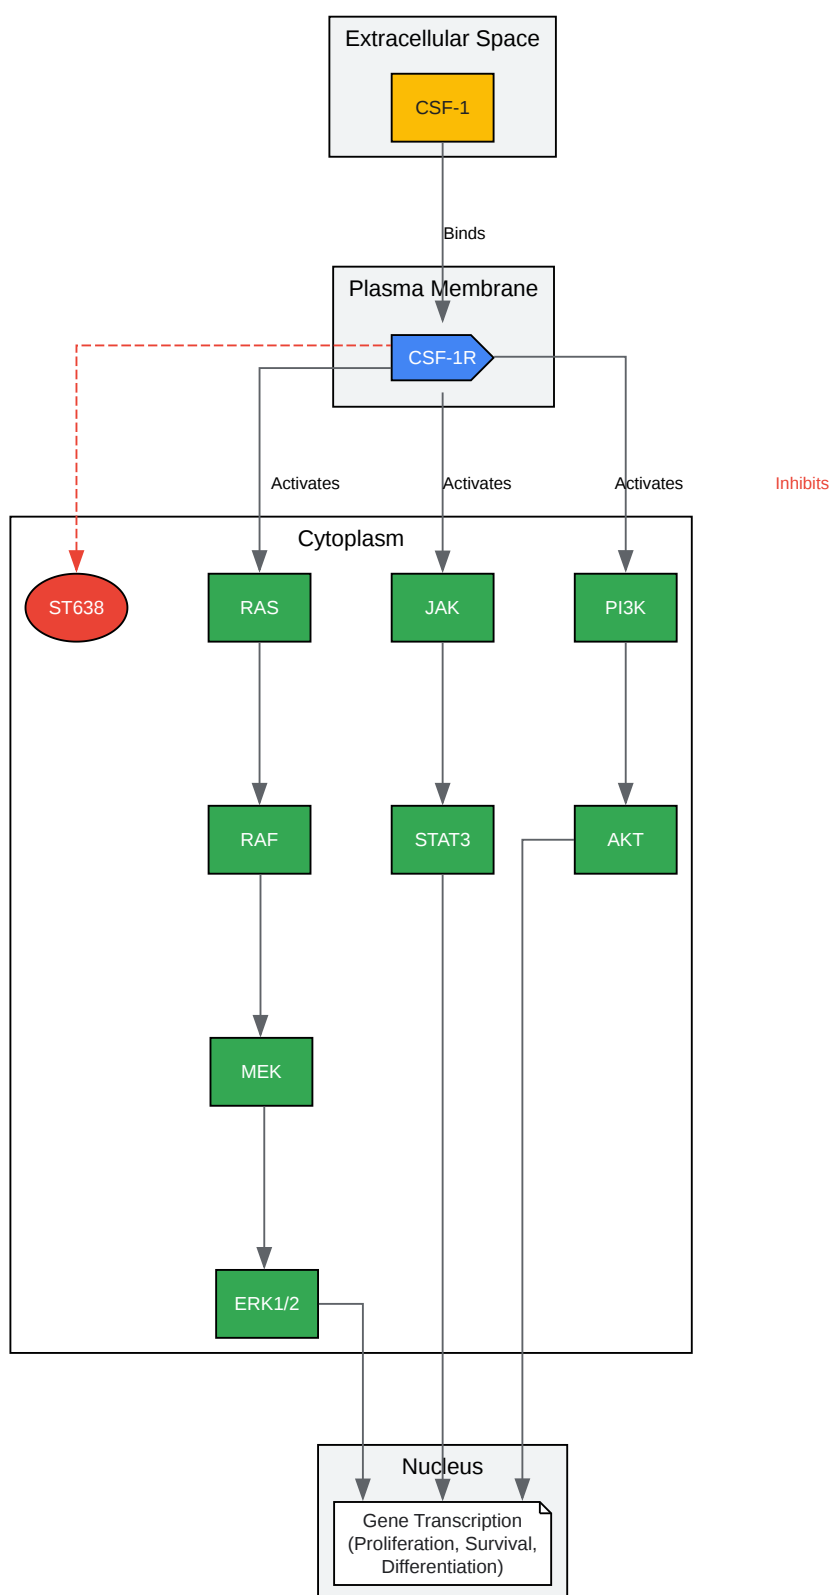 Extracellular Space
CSF-1
Binds
Plasma Membrane
CSF-1R
Activates
Activates
Activates
Inhibits
Cytoplasm
ST638
RAS
JAK
PI3K
RAF
STAT3
AKT
MEK
ERK1/2
Nucleus
Gene Transcription
(Proliferation, Survival,
Differentiation)